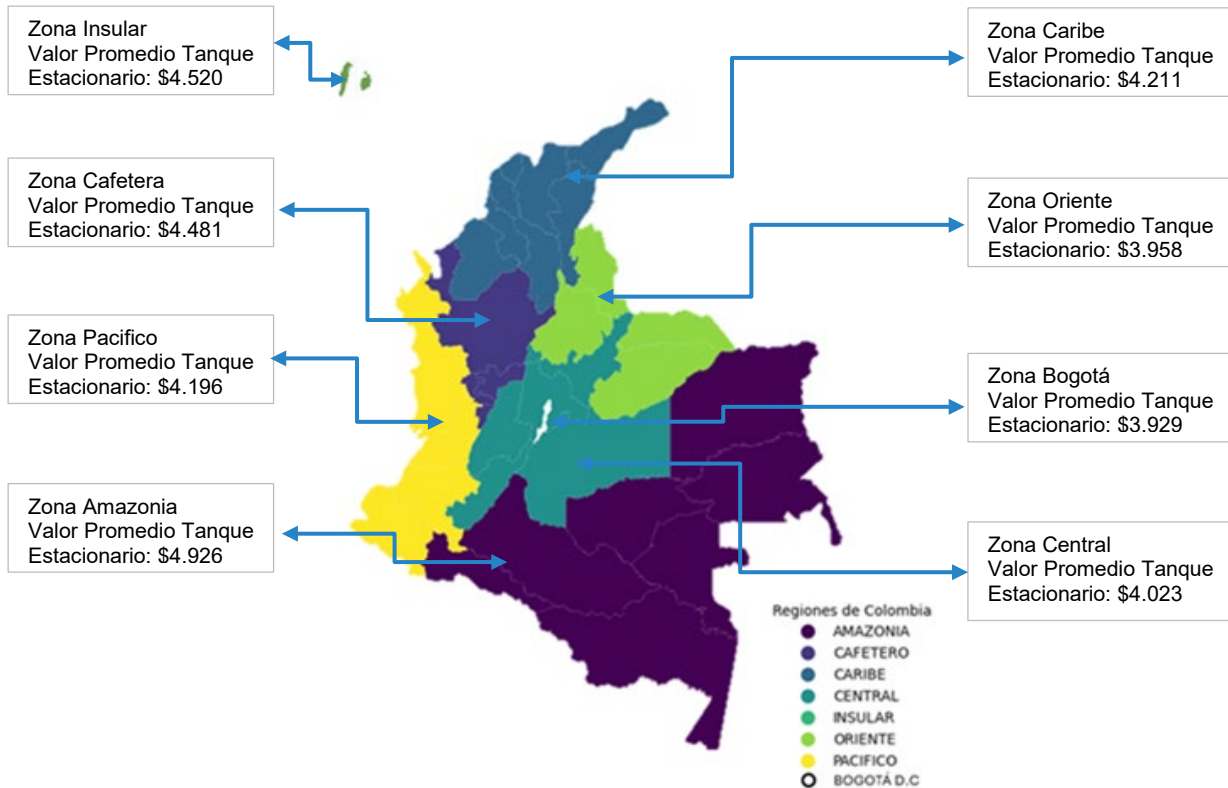 Zona Insular
Valor Promedio Tanque
Estacionario: $4.520
Zona Cafetera
Valor Promedio Tanque
Estacionario: $4.481
Zona Pacifico
Valor Promedio Tanque
Estacionario: $4.196
Zona Amazonia
Valor Promedio Tanque
Estacionario: $4.926
Zona Caribe
Valor Promedio Tanque
Estacionario: $4.211
Zona Oriente
Valor Promedio Tanque
Estacionario: $3.958
Zona Bogotá
Valor Promedio Tanque
Estacionario: $3.929
Zona Central
Valor Promedio Tanque
Estacionario: $4.023
Regiones de Colombia
AMAZONIA
CAFETERO
CARIBE
CENTRAL
INSULAR
ORIENTE
PACIFICO
BOGOTÁ D.C